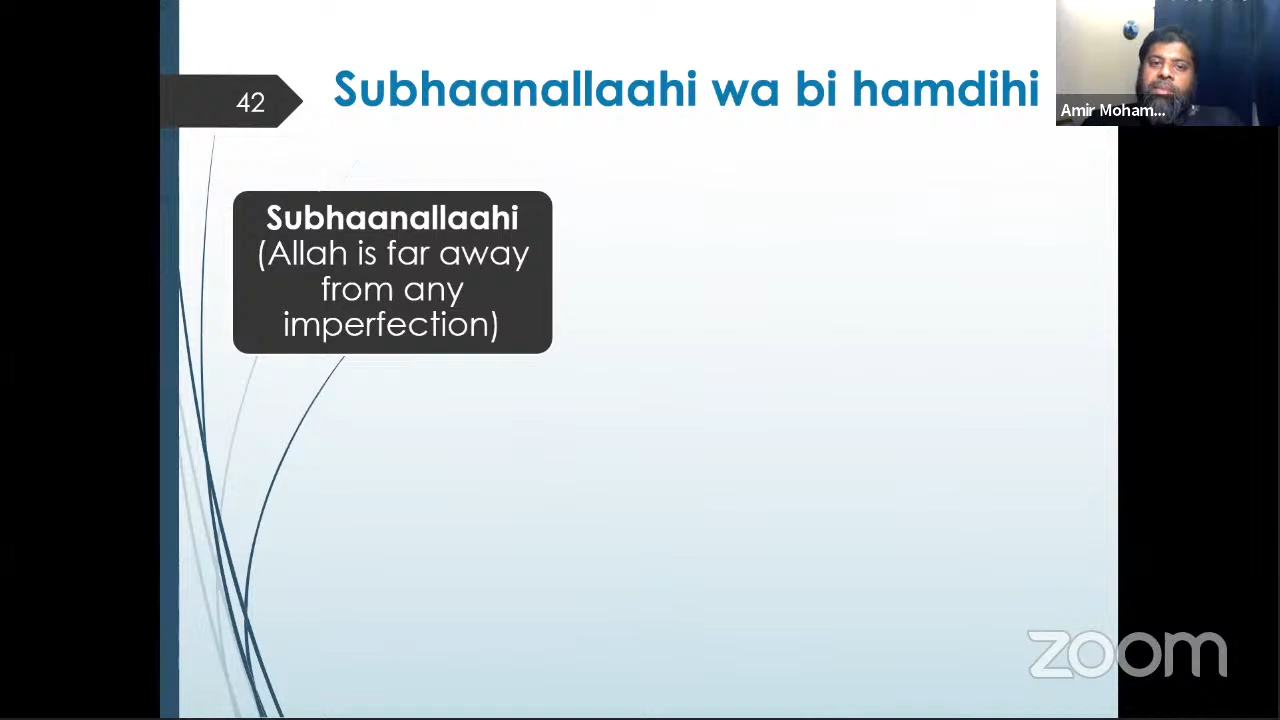 42
Subhaanallaahi wa bi hamdihi
Amir Moham...
Subhaanallaahi
(Allah is far away
from any
imperfection)
zoom